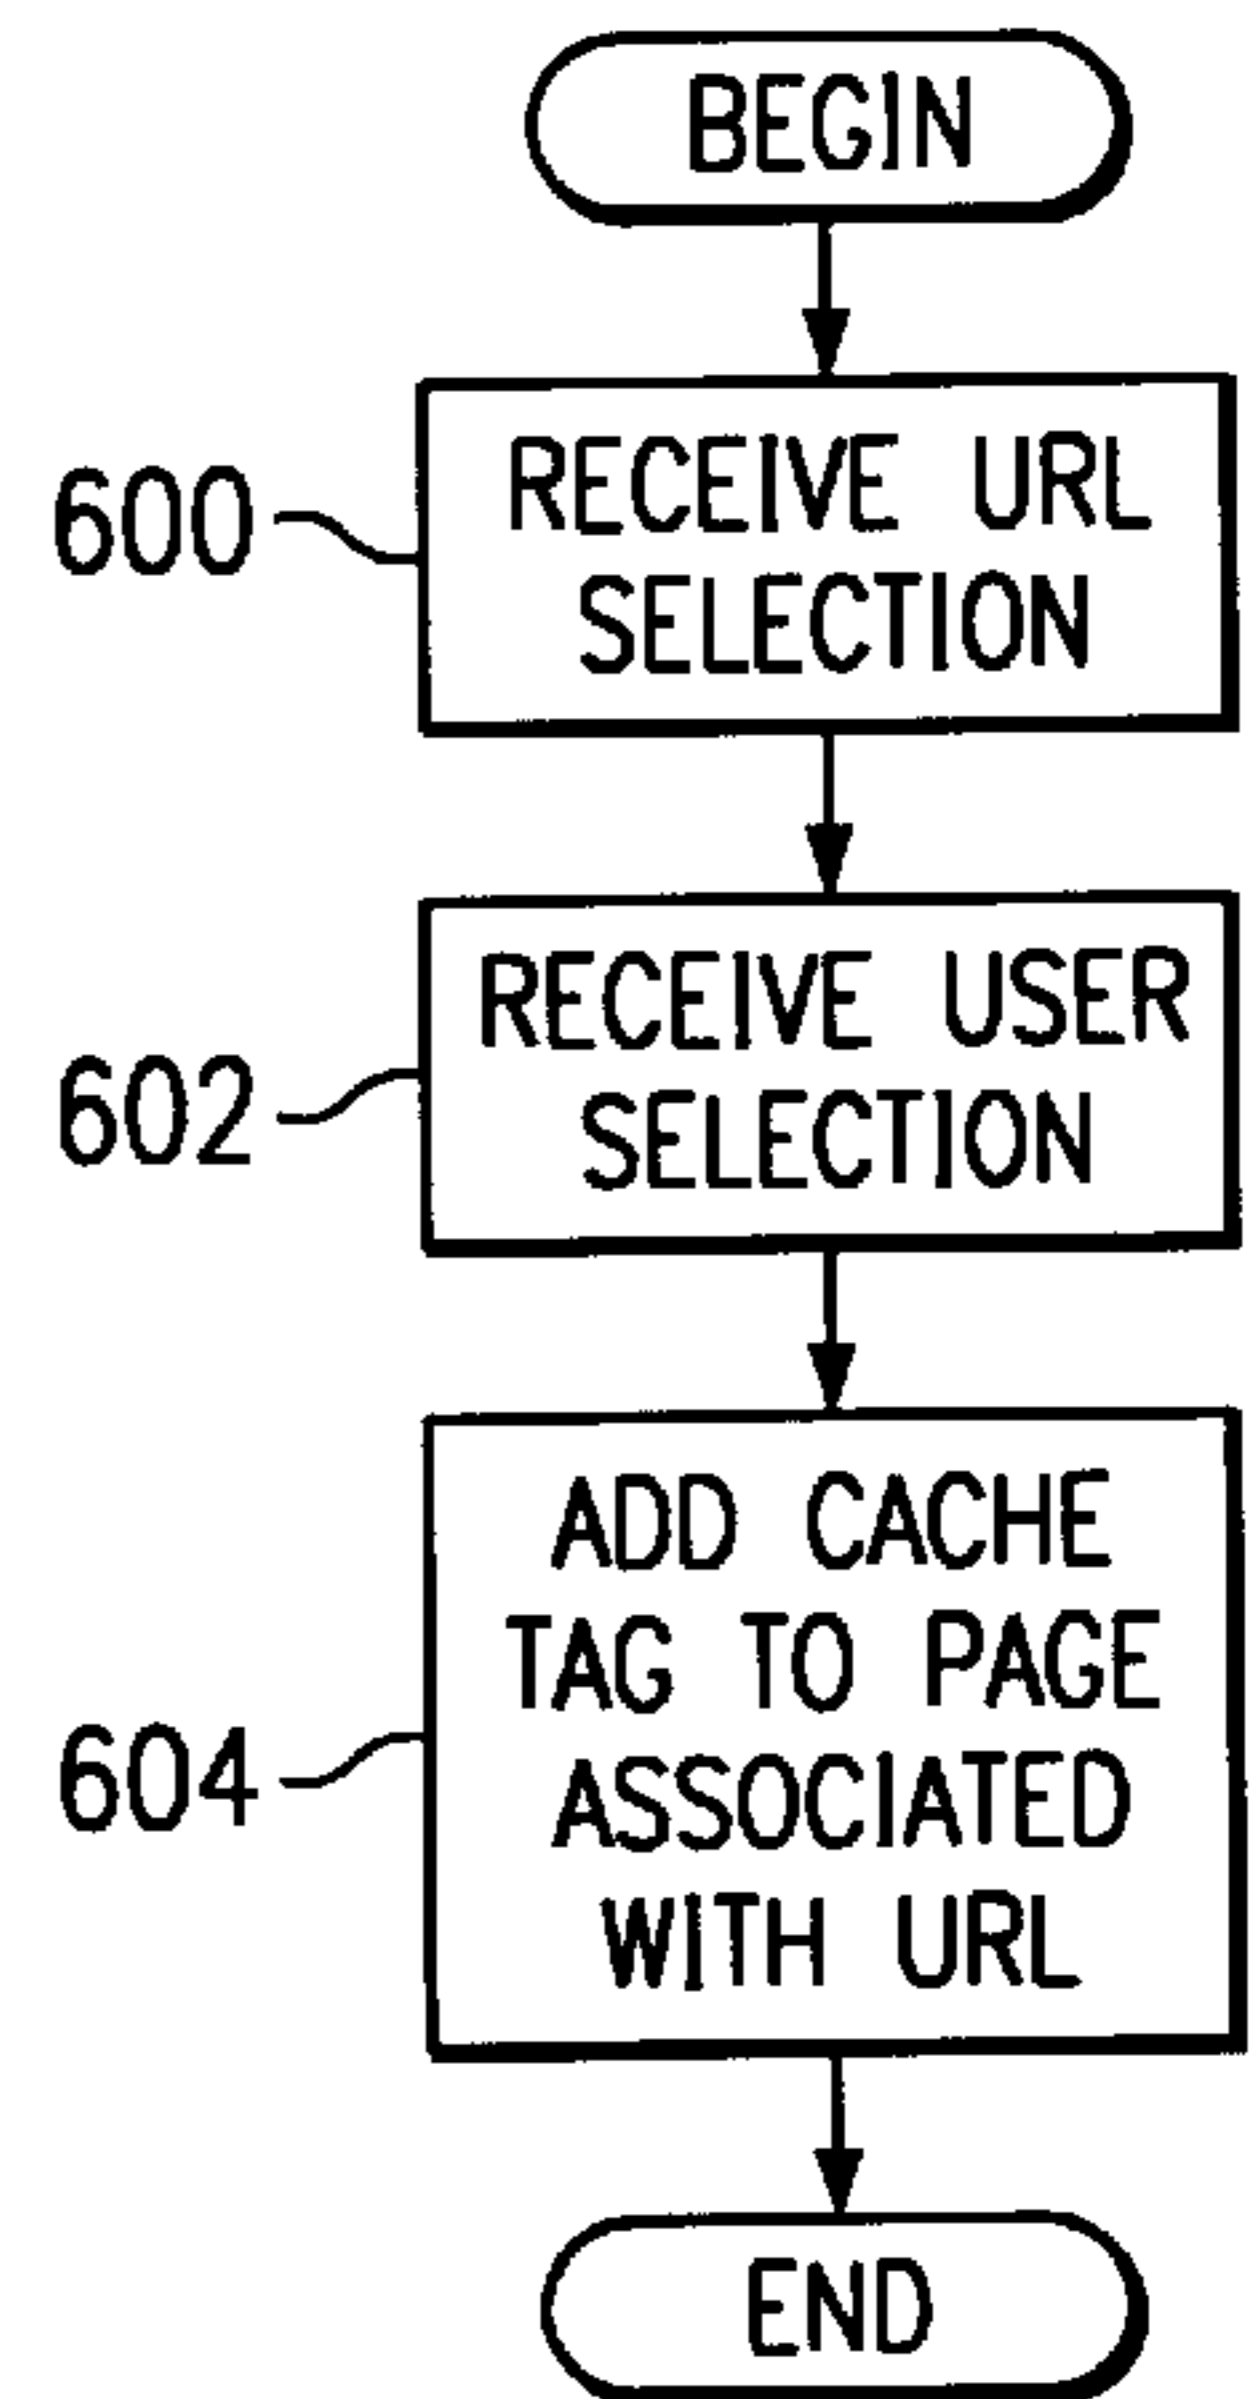 BEGIN
600
RECEIVE URL
SELECTION
602
RECEIVE USER
SELECTION
604
ADD CACHE
TAG TO PAGE
ASSOCIATED
WITH URL
END